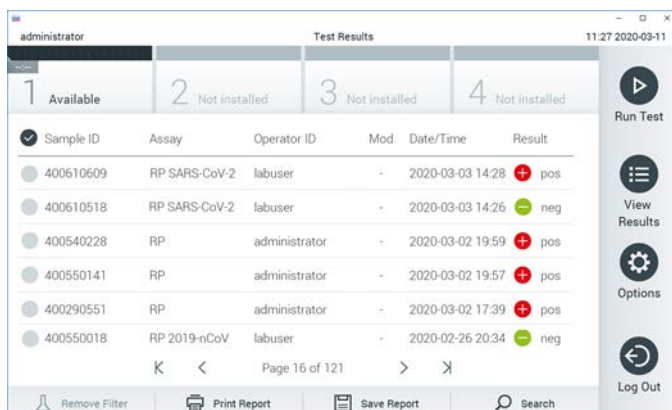 administrator Test Results 11:27 2020-03-11
1 Available 2 Not installed 3 Not installed 4 Not installed
Run Test
Sample ID Assay Operator ID Mod Date/Time Result
400610609 RP SARS-CoV-2 labuser - 2020-03-03 14:28 pos
400610518 RP SARS-CoV-2 labuser - 2020-03-03 14:26 neg
View
Results
400540228 RP administrator - 2020-03-02 19:59 pos
400550141 RP administrator - 2020-03-02 19:57 pos
Options
400290551 RP administrator - 2020-03-02 17:39 pos
400550018 RP 2019-nCoV labuser - 2020-02-26 20:34 neg
Page 16 of 121
Log Out
Remove Filter Print Report Save Report Search